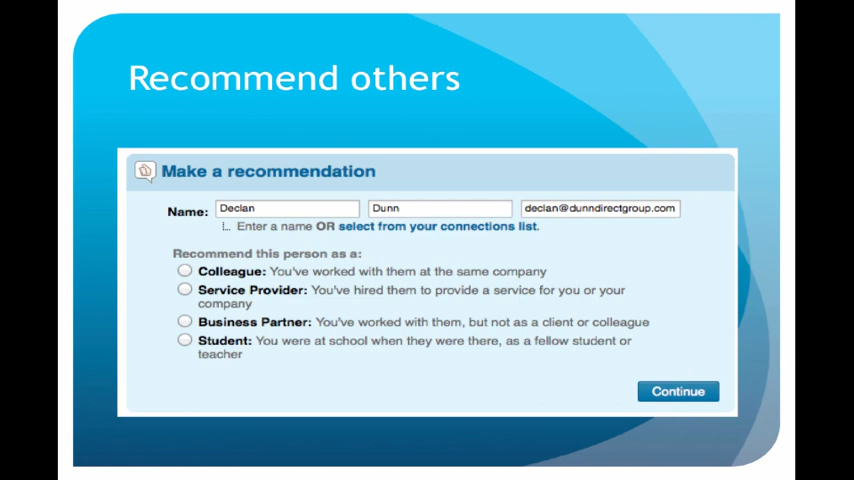 Recommend others
Make a recommendation
Name: Declan Dunn declan@dunndirectgroup.com
Enter a name OR select from your connections list.
Recommend this person as a:
Colleague: You've worked with them at the same company
Service Provider: You've hired them to provide a service for you or your
company
Business Partner: You've worked with them, but not as a client or colleague
Student: You were at school when they were there, as a fellow student or
teacher
Continue